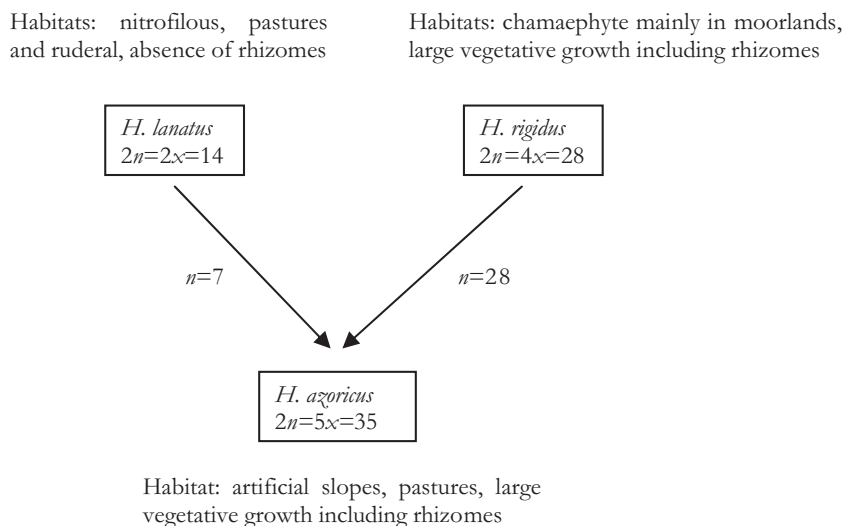 Habitats: nitrofilous, pastures
and ruderal, absence of rhizomes
Habitats: chamaephyte mainly in moorlands,
large vegetative growth including rhizomes
H. lanatus
2n=2x=14
H. rigidus
2n=4x=28
n=7
n=28
H. azoricus
2n=5x=35
Habitat: artificial slopes, pastures, large
vegetative growth including rhizomes